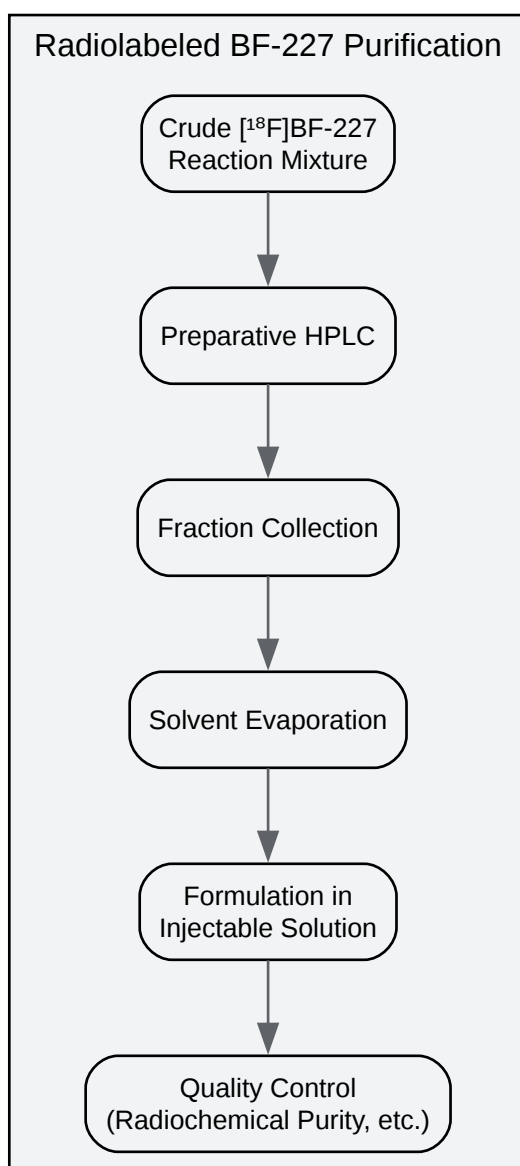 Radiolabeled BF-227 Purification
Crude [¹⁸F]BF-227
Reaction Mixture
Preparative HPLC
Fraction Collection
Solvent Evaporation
Formulation in
Injectable Solution
Quality Control
(Radiochemical Purity, etc.)